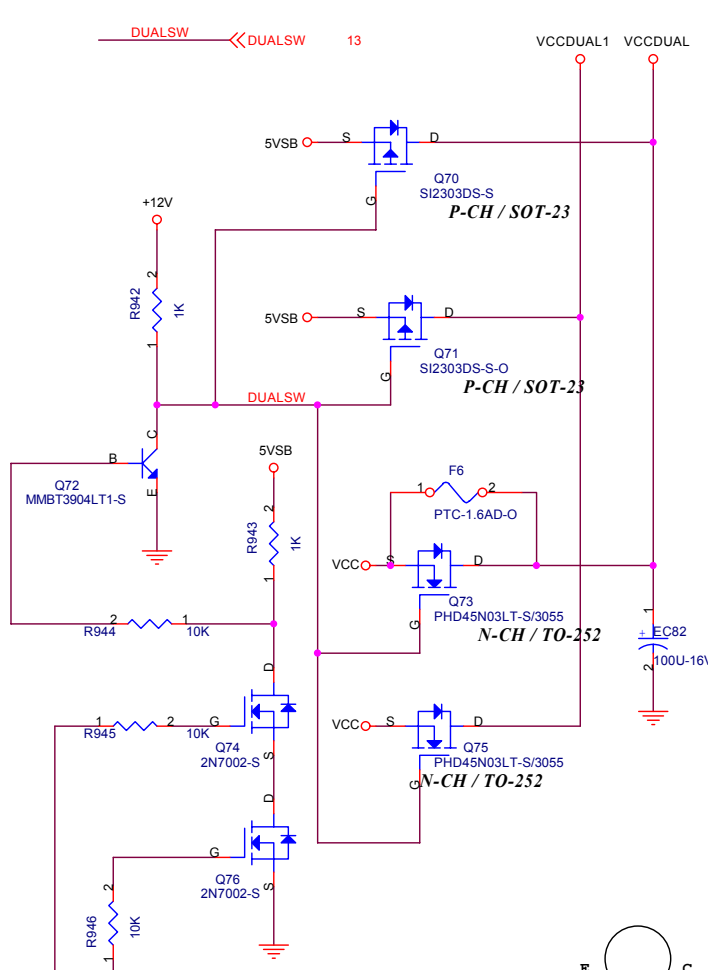 DUALSW
DUALSW 13
VCCDUAL1 VCCDUAL
5VSB S D
G
Q70
SI2303DS-S
P-CH / SOT-23
+12V
2
R942
1K
1
5VSB S D
G
Q71
SI2303DS-S-O
P-CH / SOT-23
DUALSW
C
B
E
Q72
MMBT3904LT1-S
5VSB
2
R943
1K
1
F6
1 2
PTC-1.6AD-O
VCC S D
G
Q73
PHD45N03LT-S/3055
N-CH / TO-252
1
+ EC82
100U-16V
2
2 1
R944 10K
D
G
S
Q74
2N7002-S
1 2
R945 10K
VCC S D
G
Q75
PHD45N03LT-S/3055
N-CH / TO-252
D
G
S
Q76
2N7002-S
2
R946
10K
1
E C